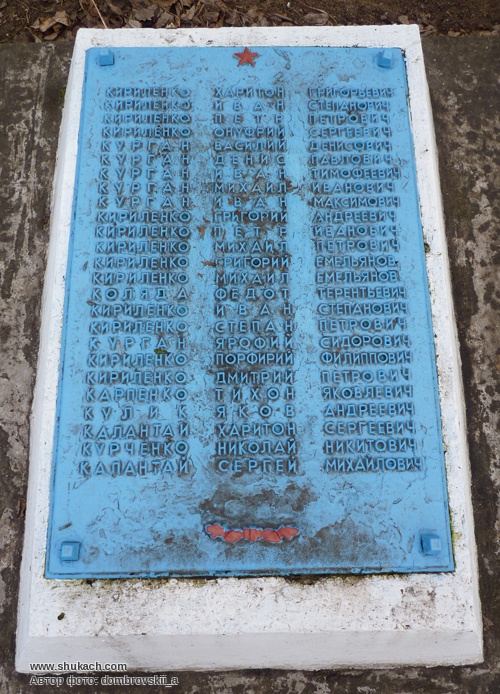 КИРИЛЕНКО ХАРИТОН ГРИГОРЬЕВИЧ
КИРИЛЕНКО ИВАН СТЕПАНОВИЧ
КИРИЛЕНКО ПЕТР ПЕТРОВИЧ
КИРИЛЕНКО ОНУФРИЙ СЕРГЕЕВИЧ
КУРГАН ВАСИЛИЙ ДЕНИСОВИЧ
КУРГАН ДЕНИС ПАВЛОВИЧ
КУРГАН ИВАН ТИМОФЕЕВИЧ
КУРГАН МИХАИЛ ИВАНОВИЧ
КУРГАН ИВАН МАКСИМОВИЧ
КИРИЛЕНКО ГРИГОРИЙ АНДРЕЕВИЧ
КИРИЛЕНКО ПЕТР ИВАНОВИЧ
КИРИЛЕНКО МИХАИЛ ПЕТРОВИЧ
КИРИЛЕНКО ГРИГОРИЙ ЕМЕЛЬЯНОВ
КИРИЛЕНКО МИХАИЛ ЕМЕЛЬЯНОВ
КОЛЯДА ФЕДОТ ТЕРЕНТЬЕВИЧ
КИРИЛЕНКО ИВАН СТЕПАНОВИЧ
КИРИЛЕНКО СТЕПАН ПЕТРОВИЧ
КУРГАН ЯРОФИЙ СИДОРОВИЧ
КИРИЛЕНКО ПОРФИРИЙ ФИЛИППОВИЧ
КИРИЛЕНКО ДМИТРИЙ ПЕТРОВИЧ
КАРПЕНКО ТИХОН ЯКОВЛЕВИЧ
КУЛИК ЯКОВ АНДРЕЕВИЧ
КАЛАНТАЙ ХАРИТОН СЕРГЕЕВИЧ
КУРЧЕНКО НИКОЛАЙ НИКИТОВИЧ
КАЛАНТАЙ СЕРГЕЙ МИХАЙЛОВИЧ
www.shukach.com
Автор фото: dombrovskii_a